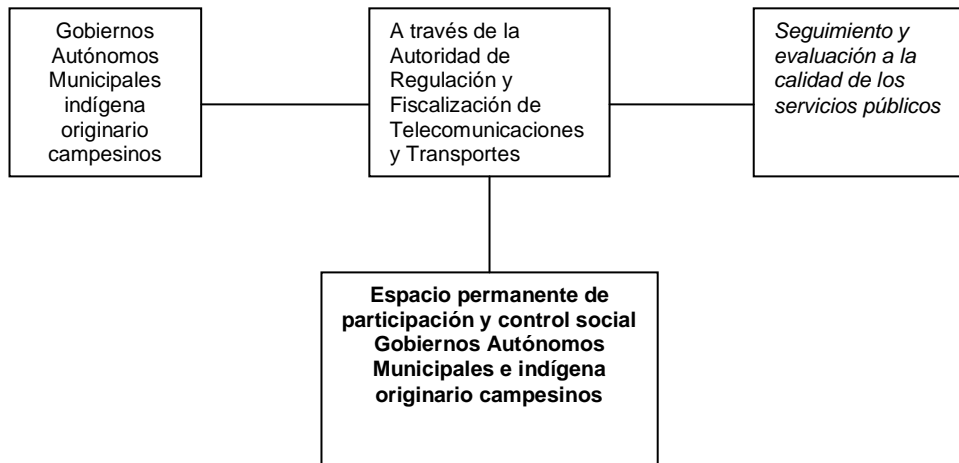 Gobiernos
Autónomos
Municipales
indígena
originario
campesinos
A través de la
Autoridad de
Regulación y
Fiscalización de
Telecomunicaciones
y Transportes
Seguimiento y
evaluación a la
calidad de los
servicios públicos
Espacio permanente de
participación y control social
Gobiernos Autónomos
Municipales e indígena
originario campesinos